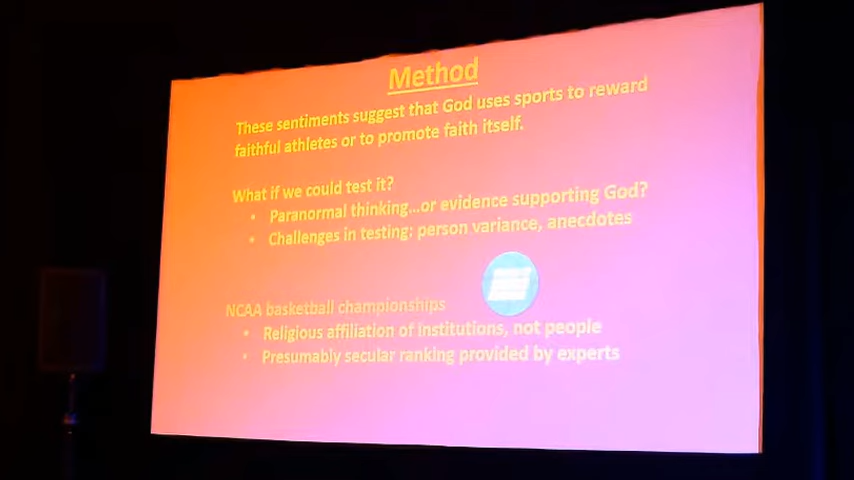 Method
These sentiments suggest that God uses sports to reward
faithful athletes or to promote faith itself.
What if we could test it?
• Paranormal thinking...or evidence supporting God?
• Challenges in testing: person variance, anecdotes
NCAA basketball championships
• Religious affiliation of institutions, not people
• Presumably secular ranking provided by experts